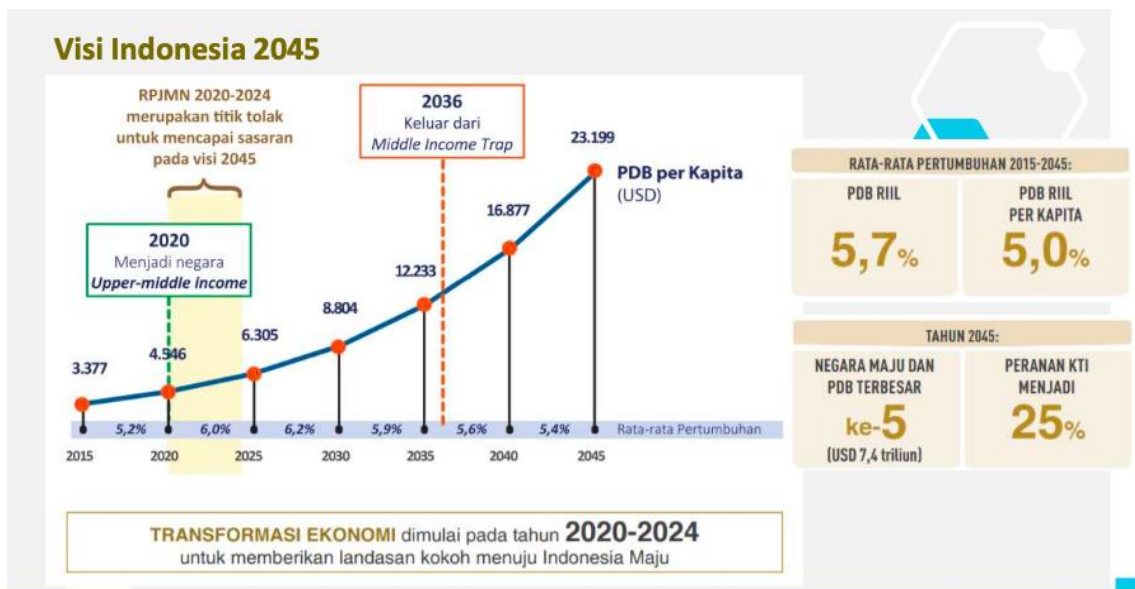 Visi Indonesia 2045
RPJMN 2020-2024
merupakan titik tolak
untuk mencapai sasaran
pada visi 2045
2036
Keluar dari
Middle Income Trap
2020
Menjadi negara
Upper-middle income
PDB per Kapita
(USD)
3.377
4.546
6.305
8.804
12.233
16.877
23.199
5,2% 6,0% 6,2% 5,9% 5,6% 5,4% Rata-rata Pertumbuhan
2015 2020 2025 2030 2035 2040 2045
RATA-RATA PERTUMBUHAN 2015-2045:
PDB RIIL
5,7%
PDB RIIL
PER KAPITA
5,0%
TAHUN 2045:
NEGARA MAJU DAN
PDB TERBESAR
ke-5
(USD 7,4 triliun)
PERANAN KTI
MENJADI
25%
TRANSFORMASI EKONOMI dimulai pada tahun 2020-2024
untuk memberikan landasan kokoh menuju Indonesia Maju